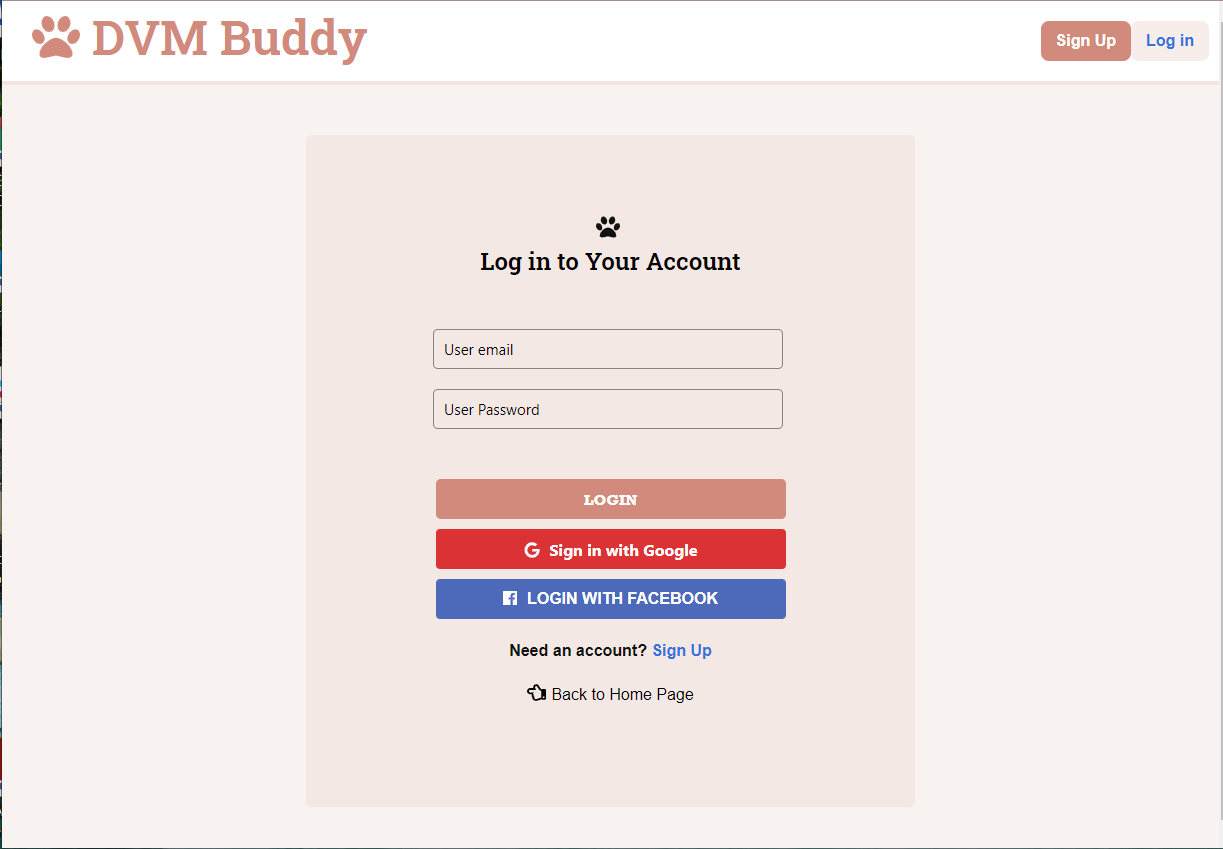 DVM Buddy
Sign Up
Log in
Log in to Your Account
User email
User Password
LOGIN
G Sign in with Google
f LOGIN WITH FACEBOOK
Need an account? Sign Up
Back to Home Page